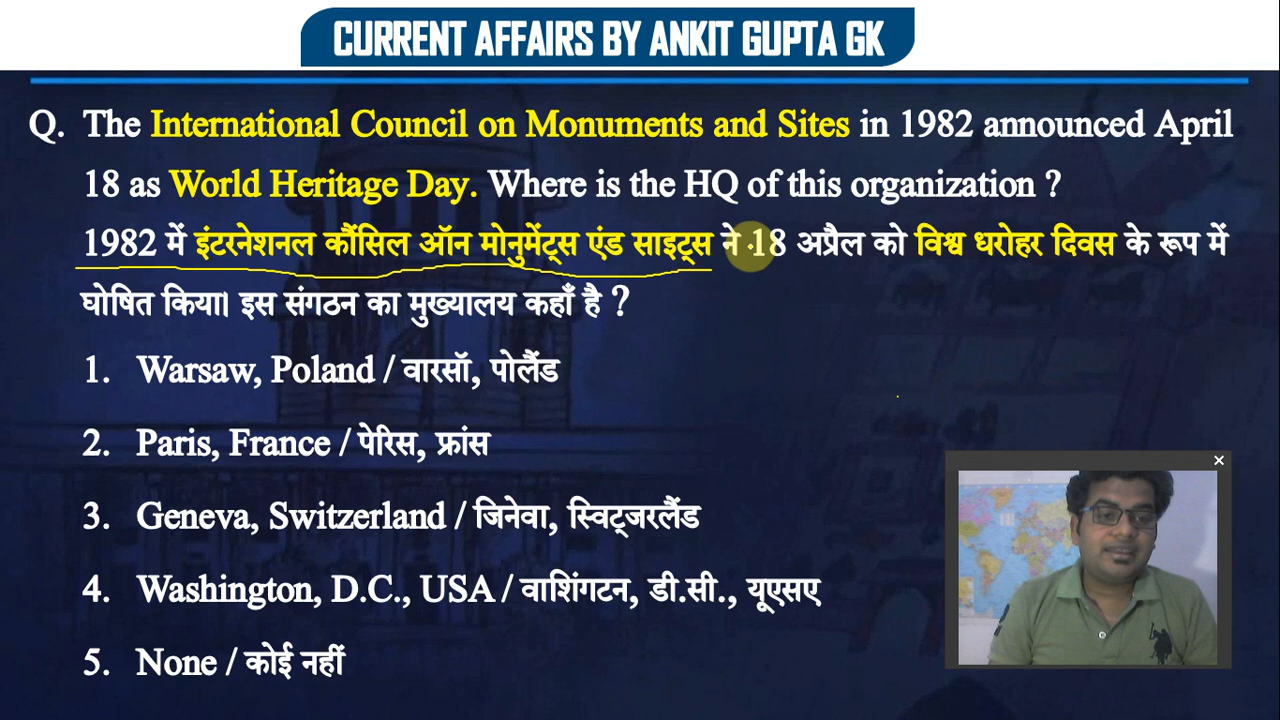 CURRENT AFFAIRS BY ANKIT GUPTA GK
Q. The International Council on Monuments and Sites in 1982 announced April
18 as World Heritage Day. Where is the HQ of this organization ?
1982 में इंटरनेशनल कौंसिल ऑन मोनुमेंट्स एंड साइट्स ने 18 अप्रैल को विश्व धरोहर दिवस के रूप में
घोषित किया। इस संगठन का मुख्यालय कहाँ है ?
1. Warsaw, Poland / वारसॉ, पोलैंड
2. Paris, France / पेरिस, फ्रांस
3. Geneva, Switzerland / जिनेवा, स्विट्जरलैंड
4. Washington, D.C., USA / वाशिंगटन, डी.सी., यूएसए
5. None / कोई नहीं